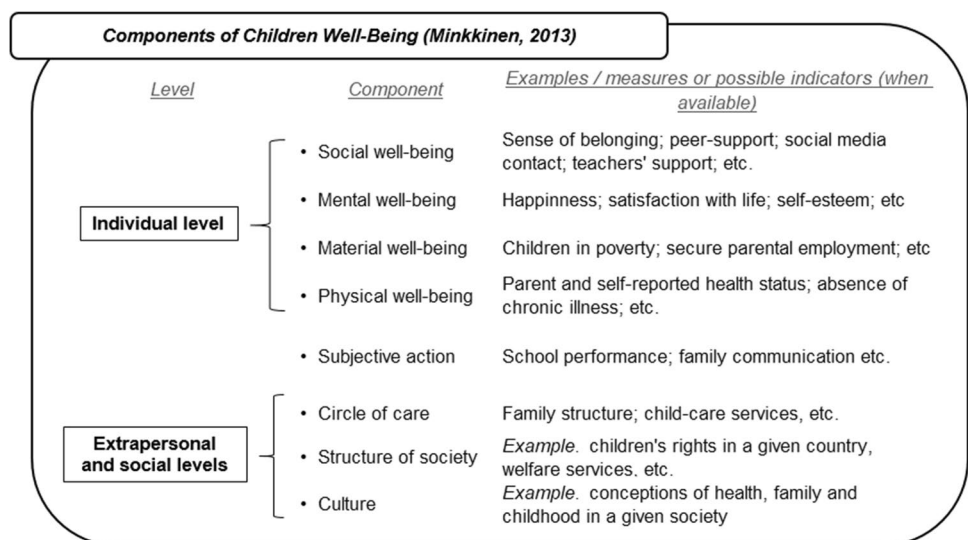 Components of Children Well-Being (Minkkinen, 2013)
Level
Component
Examples / measures or possible indicators (when
available)
Individual level
• Social well-being
Sense of belonging; peer-support; social media
contact; teachers' support; etc.
• Mental well-being
Happinness; satisfaction with life; self-esteem; etc
• Material well-being
Children in poverty; secure parental employment; etc
• Physical well-being
Parent and self-reported health status; absence of
chronic illness; etc.
• Subjective action
School performance; family communication etc.
Extrapersonal
and social levels
• Circle of care
Family structure; child-care services, etc.
• Structure of society
Example. children's rights in a given country,
welfare services. etc.
• Culture
Example. conceptions of health, family and
childhood in a given society